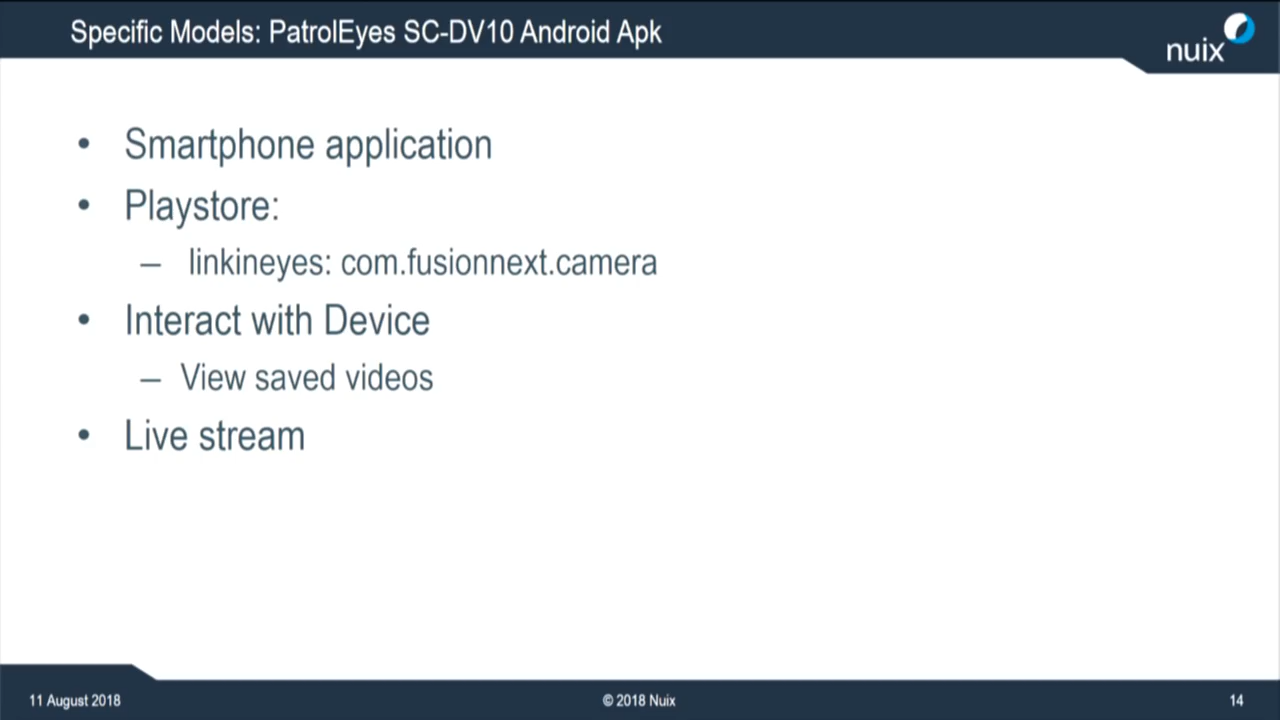 Specific Models: PatrolEyes SC-DV10 Android Apk
nuix
• Smartphone application
• Playstore:
– linkineyes: com.fusionnext.camera
• Interact with Device
– View saved videos
• Live stream
11 August 2018
© 2018 Nuix
14